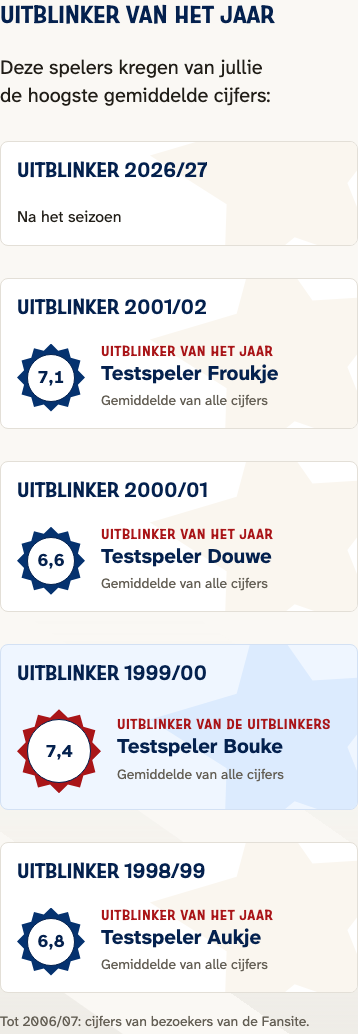 UITBLINKER VAN HET JAAR
Deze spelers kregen van jullie
de hoogste gemiddelde cijfers:
UITBLINKER 2026/27
Na het seizoen
UITBLINKER 2001/02
7,1
UITBLINKER VAN HET JAAR
Testspeler Froukje
Gemiddelde van alle cijfers
UITBLINKER 2000/01
6,6
UITBLINKER VAN HET JAAR
Testspeler Douwe
Gemiddelde van alle cijfers
UITBLINKER 1999/00
7,4
UITBLINKER VAN DE UITBLINKERS
Testspeler Bouke
Gemiddelde van alle cijfers
UITBLINKER 1998/99
6,8
UITBLINKER VAN HET JAAR
Testspeler Aukje
Gemiddelde van alle cijfers
Tot 2006/07: cijfers van bezoekers van de Fansite.